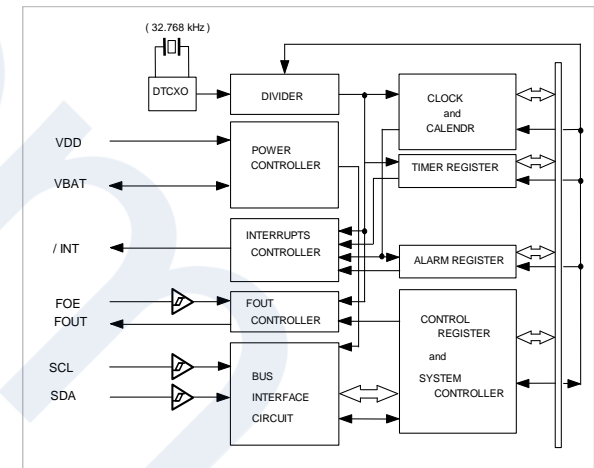 ( 32.768 kHz )
DTCXO
DIVIDER
CLOCK
and
CALENDR
VDD
POWER
CONTROLLER
VBAT
TIMER REGISTER
/ INT
INTERRUPTS
CONTROLLER
ALARM REGISTER
FOE
FOUT
FOUT
CONTROLLER
CONTROL
REGISTER
and
SYSTEM
CONTROLLER
SCL
SDA
BUS
INTERFACE
CIRCUIT